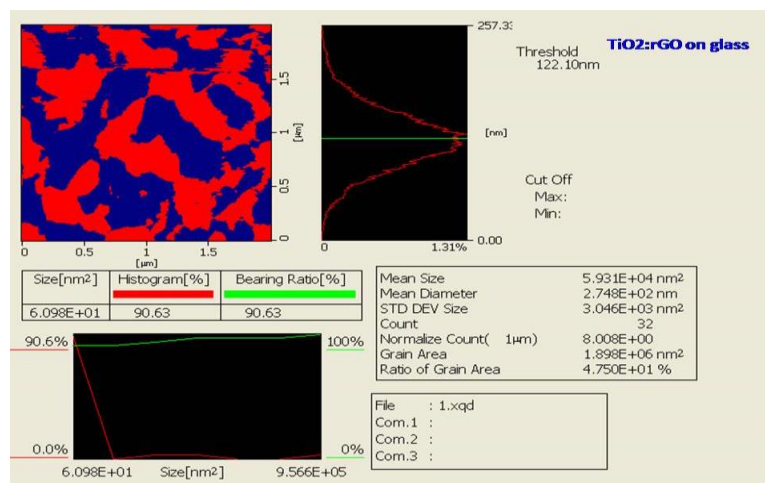 257.33
Threshold
122.10nm
TiO2:rGO on glass
1.5
1
[µm]
0.5
0
[nm]
Cut Off
Max:
Min:
0 0.5 1 1.5
[µm]
0 1.31% 0.00
Size[nm2] Histogram[%] Bearing Ratio[%]
6.098E+01 90.63 90.63
Mean Size 5.931E+04 nm2
Mean Diameter 2.748E+02 nm
STD DEV Size 3.046E+03 nm2
Count 32
Normalize Count( 1µm) 8.008E+00
Grain Area 1.898E+06 nm2
Ratio of Grain Area 4.750E+01 %
90.6% 100%
0.0% 0%
6.098E+01 Size[nm2] 9.566E+05
File : 1.xqd
Com.1 :
Com.2 :
Com.3 :